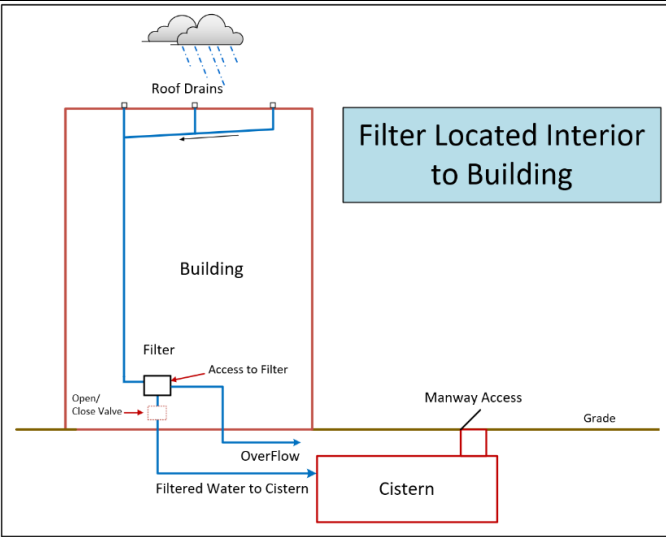 Roof Drains
Filter Located Interior
to Building
Building
Filter
Access to Filter
Open/
Close Valve
Manway Access
Grade
OverFlow
Filtered Water to Cistern
Cistern